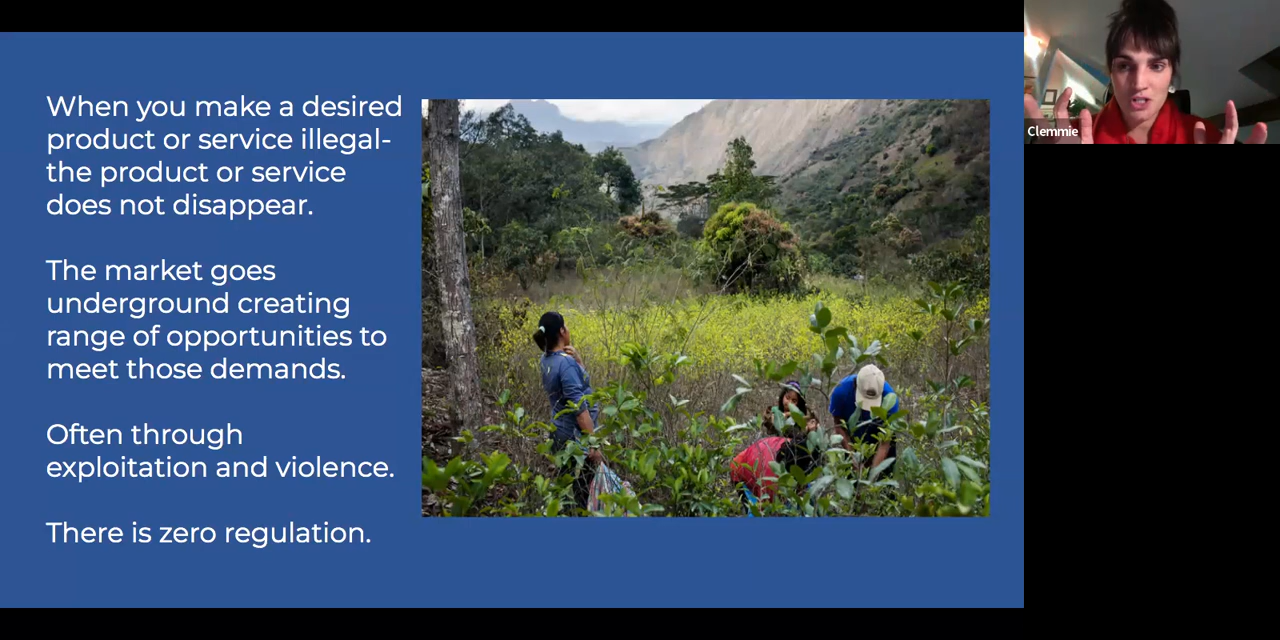 When you make a desired
product or service illegal-
the product or service
does not disappear.
The market goes
underground creating
range of opportunities to
meet those demands.
Often through
exploitation and violence.
There is zero regulation.
Clemmie